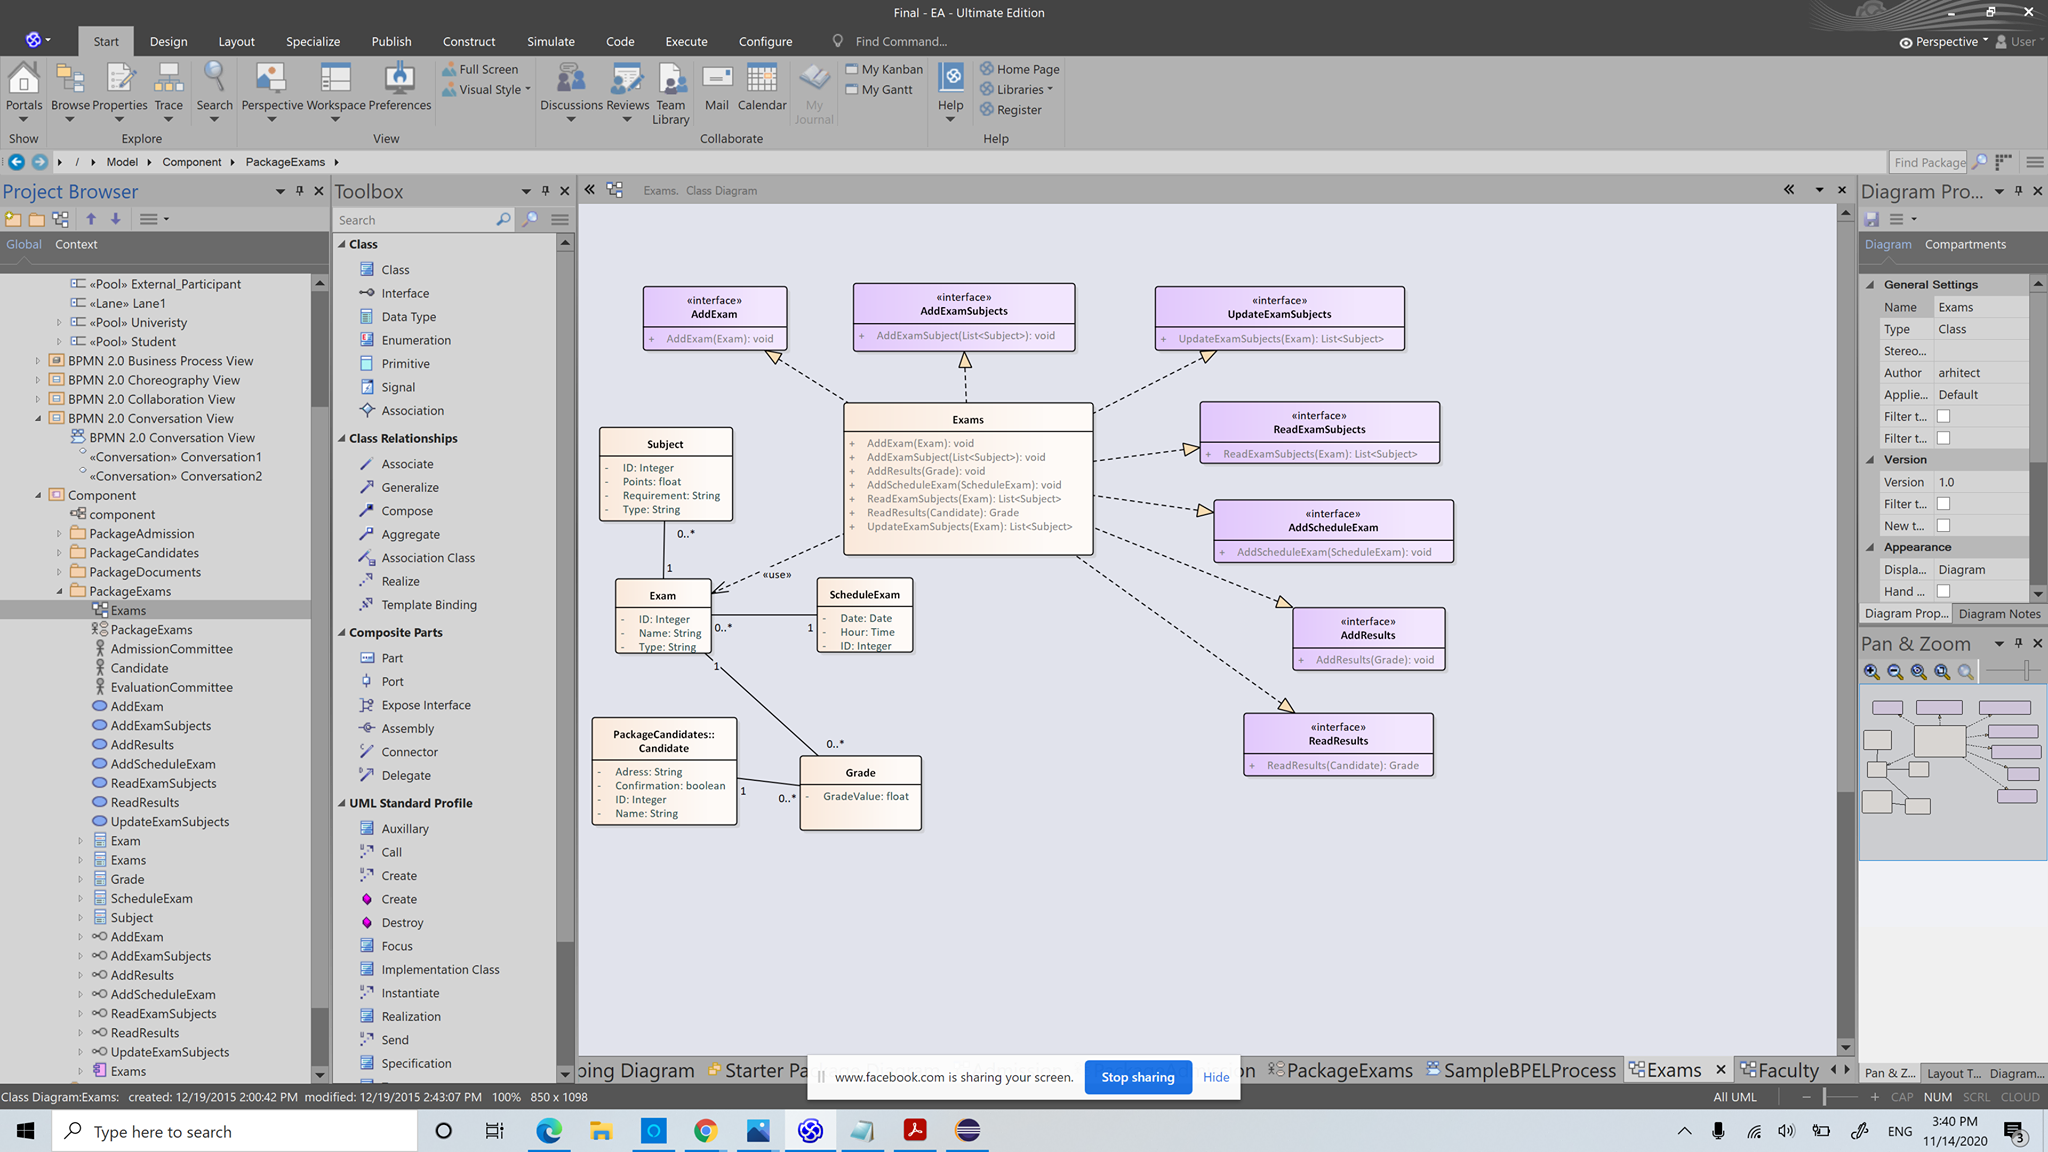 Final - EA - Ultimate Edition
Start Design Layout Specialize Publish Construct Simulate Code Execute Configure Find Command... Perspective User
Portals Browse Properties Trace Search Perspective Workspace Preferences Full Screen Visual Style Discussions Reviews Team Library Mail Calendar My Journal My Kanban My Gantt Help Home Page Libraries Register
Show Explore View Collaborate Help
/ Model Component PackageExams Find Package
Project Browser
Global Context
«Pool» External_Participant
«Lane» Lane1
«Pool» Univeristy
«Pool» Student
BPMN 2.0 Business Process View
BPMN 2.0 Choreography View
BPMN 2.0 Collaboration View
BPMN 2.0 Conversation View
BPMN 2.0 Conversation View
«Conversation» Conversation1
«Conversation» Conversation2
Component
component
PackageAdmission
PackageCandidates
PackageDocuments
PackageExams
Exams
PackageExams
AdmissionCommittee
Candidate
EvaluationCommittee
AddExam
AddExamSubjects
AddResults
AddScheduleExam
ReadExamSubjects
ReadResults
UpdateExamSubjects
Exam
Exams
Grade
ScheduleExam
Subject
AddExam
AddExamSubjects
AddResults
AddScheduleExam
ReadExamSubjects
ReadResults
UpdateExamSubjects
Exams
Toolbox
Search
Class
Class
Interface
Data Type
Enumeration
Primitive
Signal
Association
Class Relationships
Associate
Generalize
Compose
Aggregate
Association Class
Realize
Template Binding
Composite Parts
Part
Port
Expose Interface
Assembly
Connector
Delegate
UML Standard Profile
Auxillary
Call
Create
Create
Destroy
Focus
Implementation Class
Instantiate
Realization
Send
Specification
Exams. Class Diagram
«interface»
AddExam
+ AddExam(Exam): void
«interface»
AddExamSubjects
+ AddExamSubject(List<Subject>): void
«interface»
UpdateExamSubjects
+ UpdateExamSubjects(Exam): List<Subject>
Exams
+ AddExam(Exam): void
+ AddExamSubject(List<Subject>): void
+ AddResults(Grade): void
+ AddScheduleExam(ScheduleExam): void
+ ReadExamSubjects(Exam): List<Subject>
+ ReadResults(Candidate): Grade
+ UpdateExamSubjects(Exam): List<Subject>
«interface»
ReadExamSubjects
+ ReadExamSubjects(Exam): List<Subject>
«interface»
AddScheduleExam
+ AddScheduleExam(ScheduleExam): void
«interface»
AddResults
+ AddResults(Grade): void
«interface»
ReadResults
+ ReadResults(Candidate): Grade
Subject
- ID: Integer
- Points: float
- Requirement: String
- Type: String
0..*
1
«use»
Exam
- ID: Integer
- Name: String
- Type: String
0..*
1
ScheduleExam
- Date: Date
- Hour: Time
- ID: Integer
1
0..*
PackageCandidates::
Candidate
- Adress: String
- Confirmation: boolean
- ID: Integer
- Name: String
1
0..*
Grade
- GradeValue: float
Diagram Pro...
Diagram Compartments
General Settings
Name Exams
Type Class
Stereo...
Author arhitect
Applie... Default
Filter t...
Filter t...
Version
Version 1.0
Filter t...
New t...
Appearance
Displa... Diagram
Hand ...
Diagram Prop... Diagram Notes
Pan & Zoom
Pan & Z... Layout T... Diagram...
ping Diagram Starter Pa on PackageExams SampleBPELProcess Exams Faculty
www.facebook.com is sharing your screen. Stop sharing Hide
Class Diagram:Exams: created: 12/19/2015 2:00:42 PM modified: 12/19/2015 2:43:07 PM 100% 850 x 1098 All UML CAP NUM SCRL CLOUD
Type here to search
ENG
3:40 PM
11/14/2020
3